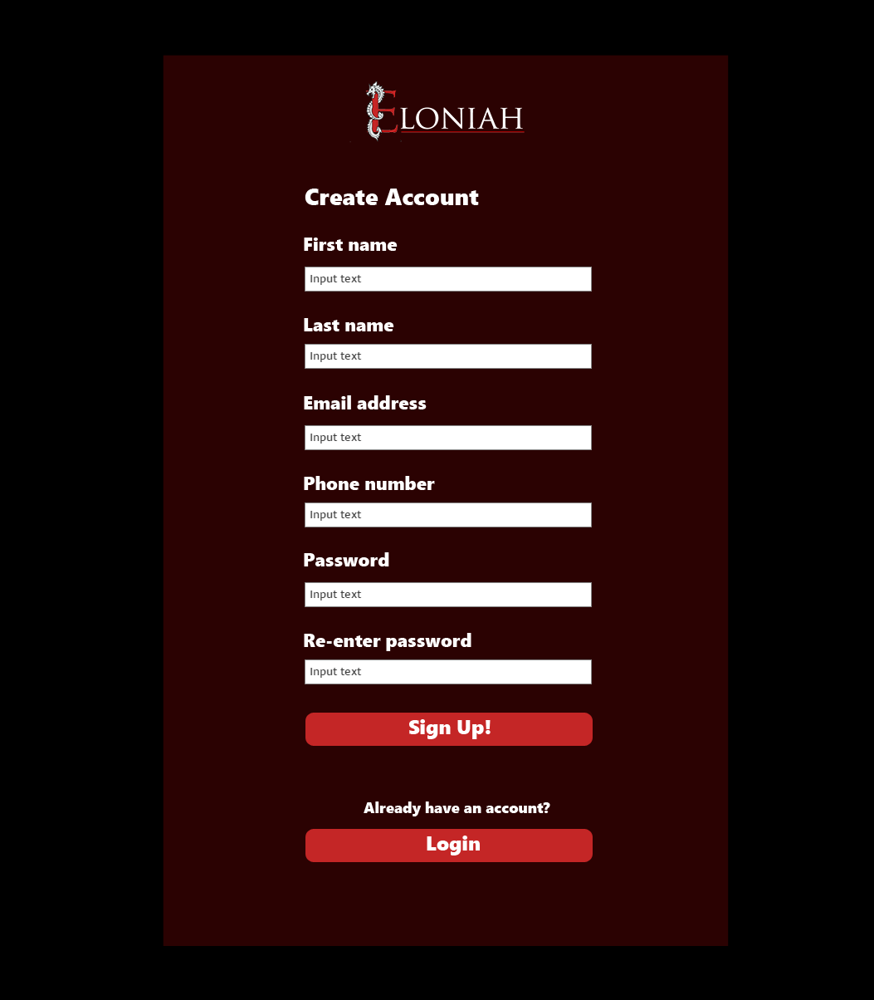 ELONIAH
Create Account
First name
Input text
Last name
Input text
Email address
Input text
Phone number
Input text
Password
Input text
Re-enter password
Input text
Sign Up!
Already have an account?
Login